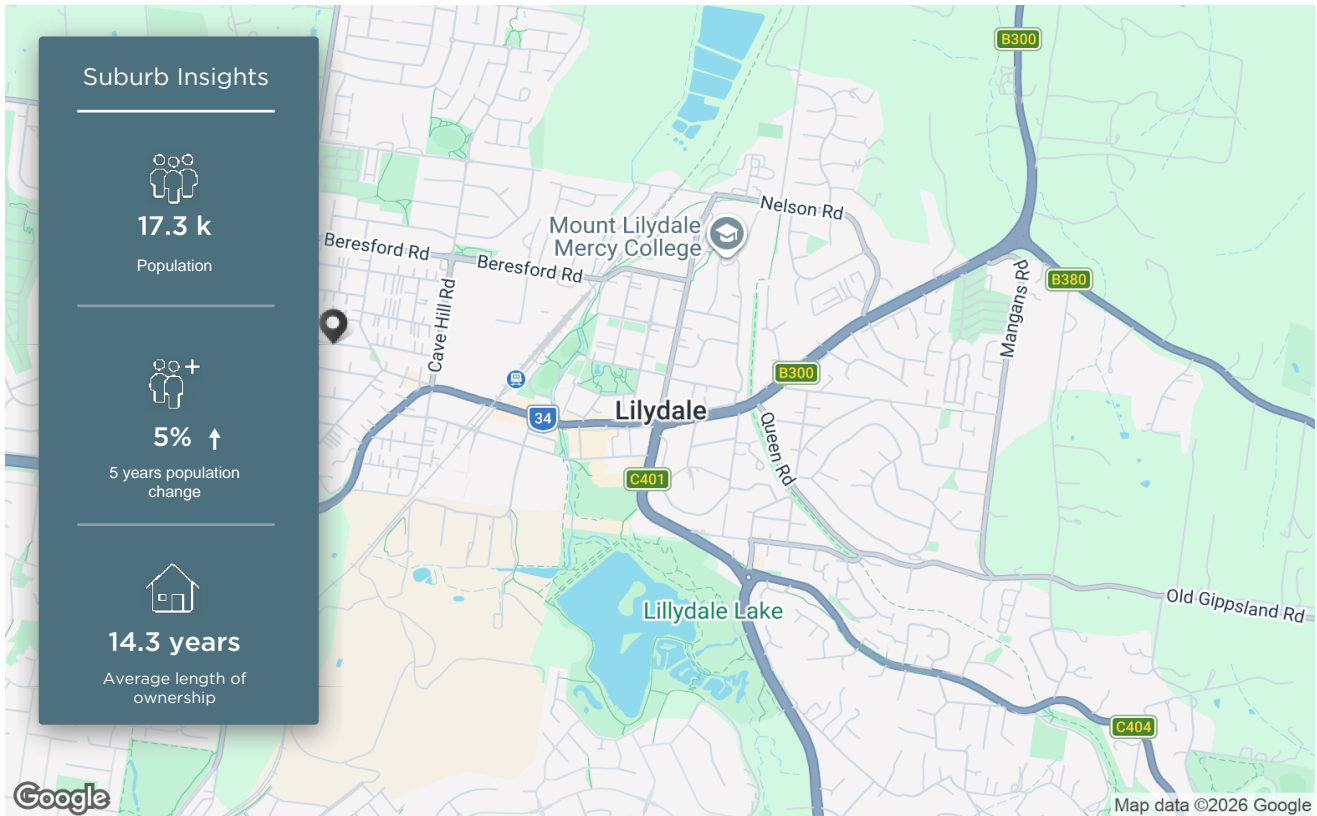 Suburb Insights
17.3 k
Population
5%
5 years population
change
14.3 years
Average length of
ownership
B300
Nelson Rd
Mount Lilydale
Mercy College
Beresford Rd
Beresford Rd
Cave Hill Rd
Mangans Rd
B380
B300
34
Lilydale
Queen Rd
C401
Lillydale Lake
Old Gippsland Rd
C404
Google
Map data ©2026 Google